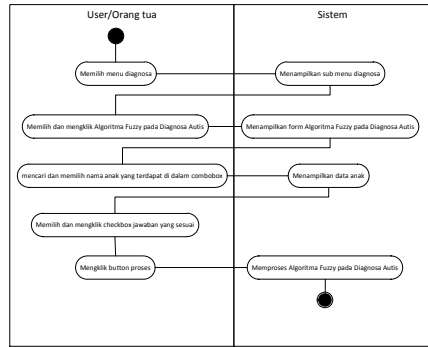 User/Orang tua
Sistem
Memilih menu diagnosa
Menampilkan sub menu diagnosa
Memilih dan mengklik Algoritma Fuzzy pada Diagnosa Autis
Menampilkan form Algoritma Fuzzy pada Diagnosa Autis
mencari dan memilih nama anak yang terdapat di dalam combobox
Menampilkan data anak
Memilih dan mengklik checkbox jawaban yang sesuai
Mengklik button proses
Memproses Algoritma Fuzzy pada Diagnosa Autis